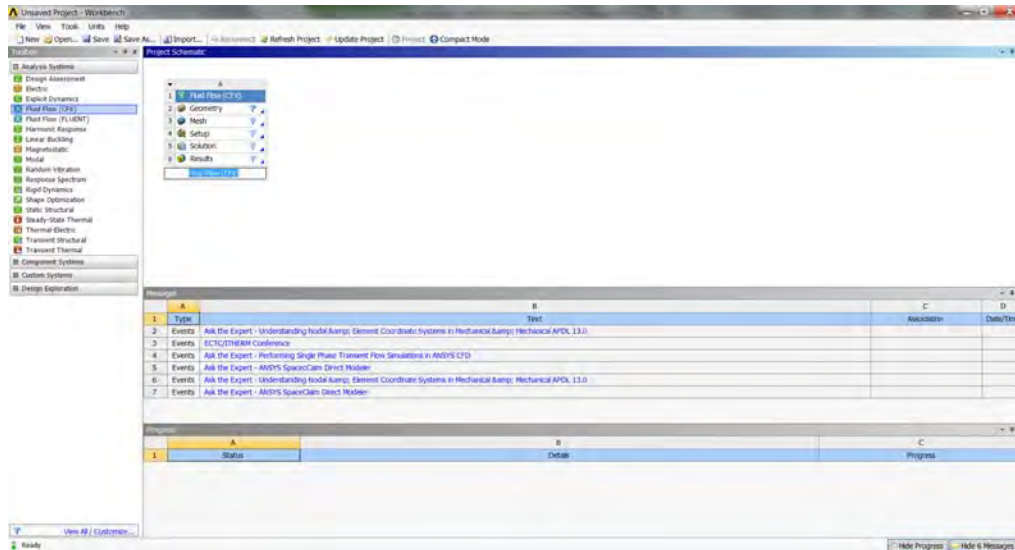 Unsaved Project - Workbench
File View Tools Units Help
New Open... Save Save As... Import... Reconnect Refresh Project Update Project Project Compact Mode
Toolbox
Project Schematic
Analysis Systems
Design Assessment
Electric
Explicit Dynamics
Fluid Flow (CFX)
Fluid Flow (FLUENT)
Harmonic Response
Linear Buckling
Magnetostatic
Modal
Random Vibration
Response Spectrum
Rigid Dynamics
Shape Optimization
Static Structural
Steady-State Thermal
Thermal-Electric
Transient Structural
Transient Thermal
Component Systems
Custom Systems
Design Exploration
View All / Customize...
A
1 Fluid Flow (CFX)
2 Geometry ?
3 Mesh ?
4 Setup ?
5 Solution ?
6 Results ?
Fluid Flow (CFX)
Messages
A B C D
1 Type Text Association Date/Tim
2 Events Ask the Expert - Understanding Nodal &amp; Element Coordinate Systems in Mechanical &amp; Mechanical APDL 13.0
3 Events ECTC/ITHERM Conference
4 Events Ask the Expert - Performing Single Phase Transient Flow Simulations in ANSYS CFD
5 Events Ask the Expert - ANSYS SpaceClaim Direct Modeler
6 Events Ask the Expert - Understanding Nodal &amp; Element Coordinate Systems in Mechanical &amp; Mechanical APDL 13.0
7 Events Ask the Expert - ANSYS SpaceClaim Direct Modeler
Progress
A B C
1 Status Details Progress
Ready
Hide Progress Hide 6 Messages